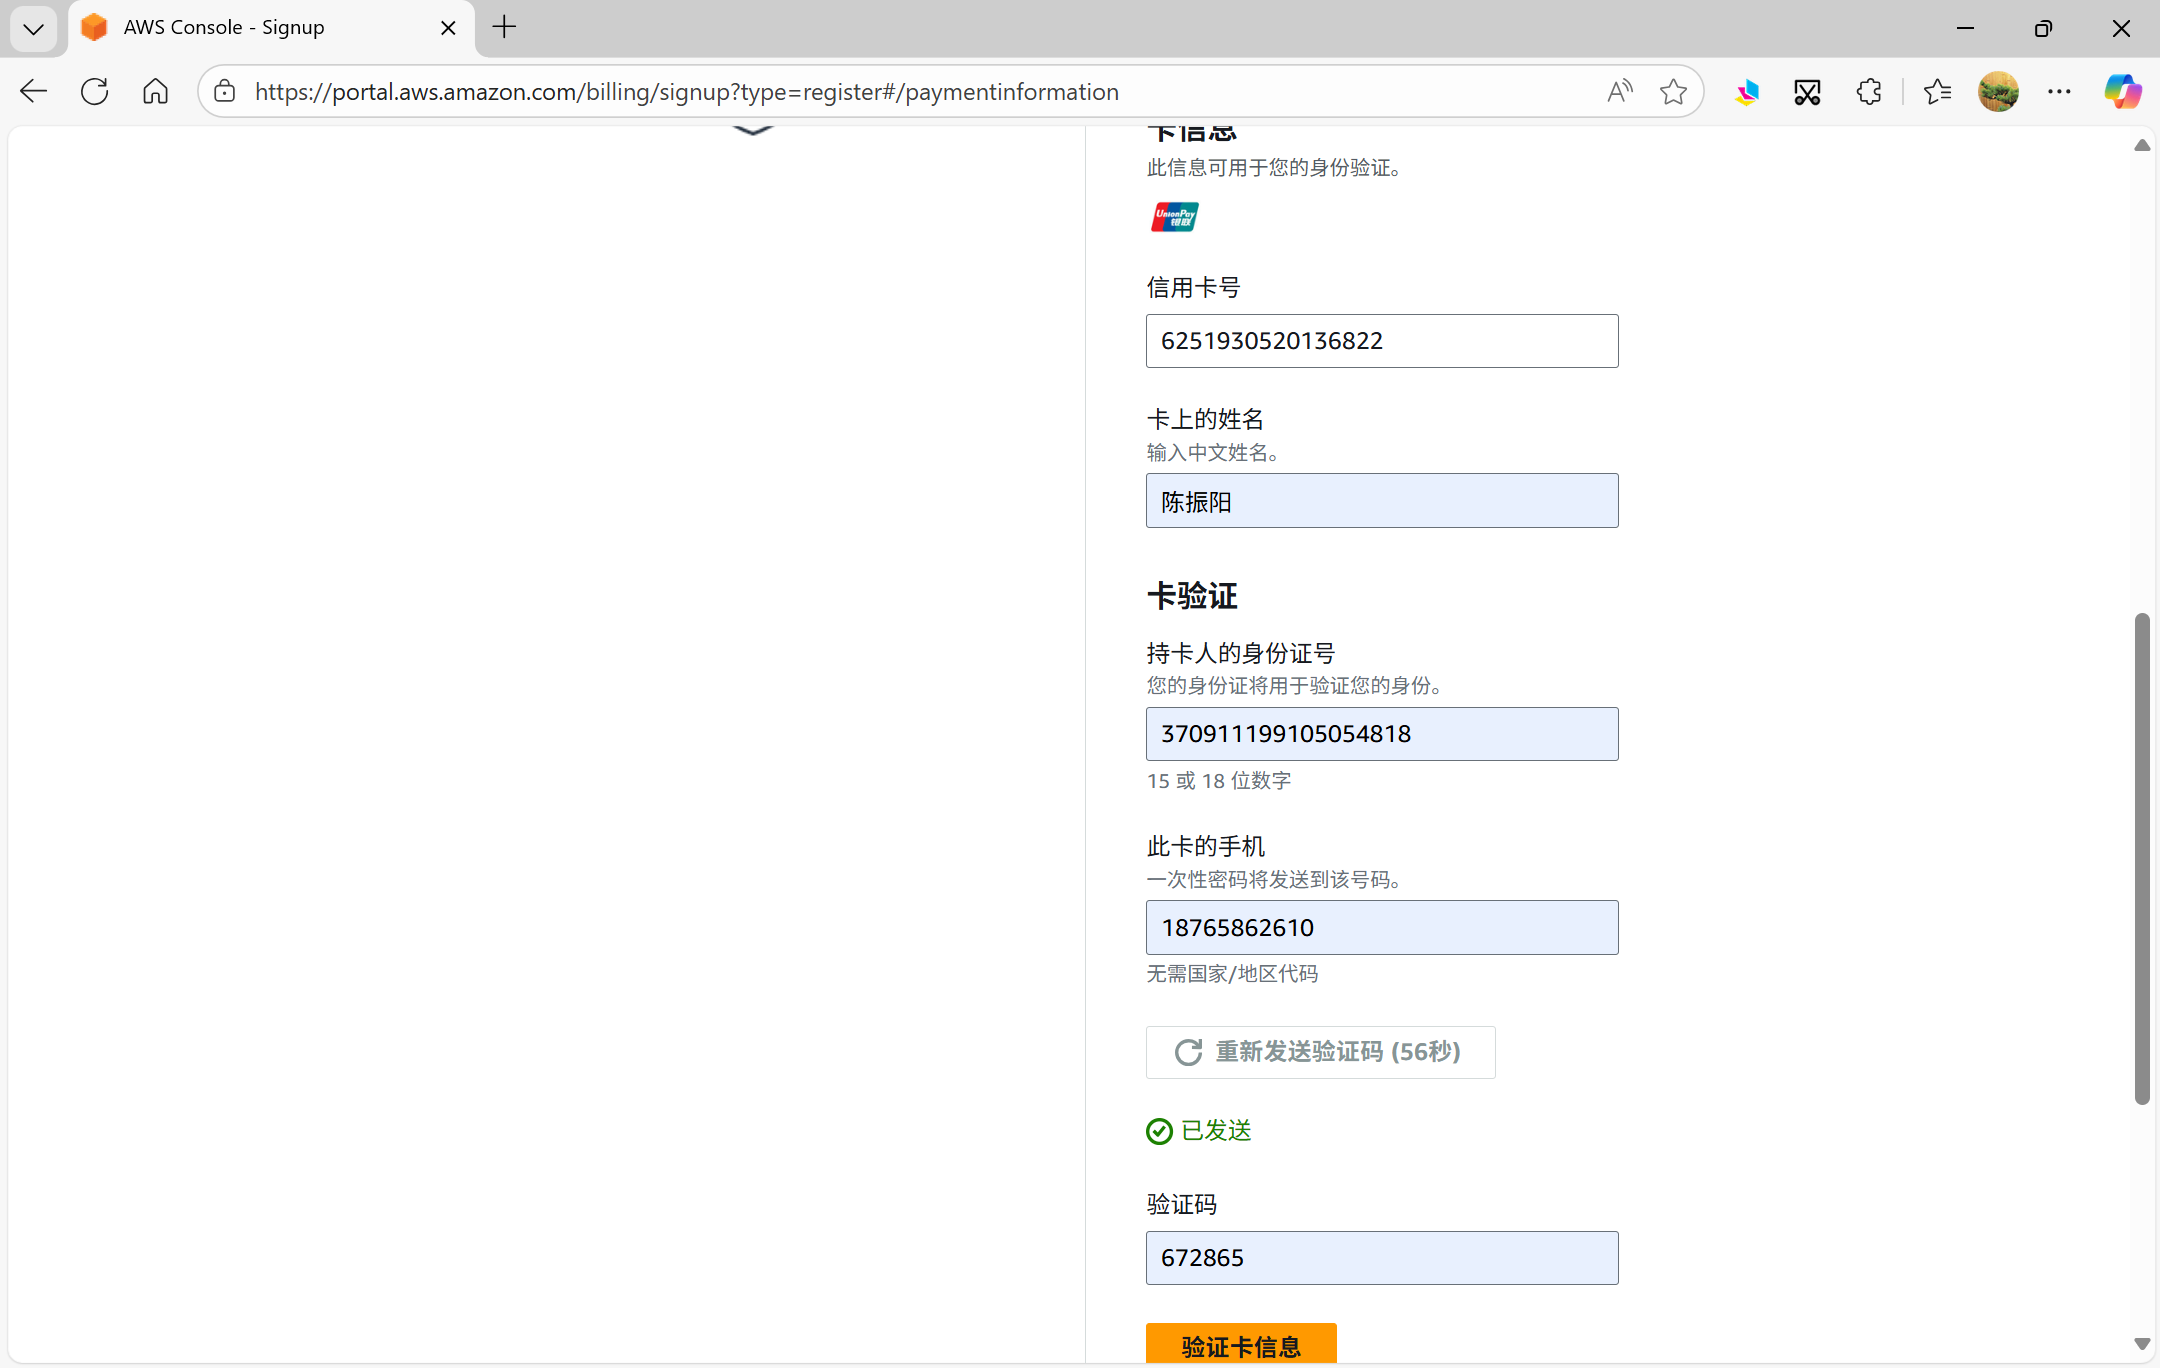 AWS Console - Signup
https://portal.aws.amazon.com/billing/signup?type=register#/paymentinformation
卡信息
此信息可用于您的身份验证。
UnionPay
银联
信用卡号
6251930520136822
卡上的姓名
输入中文姓名。
陈振阳
卡验证
持卡人的身份证号
您的身份证将用于验证您的身份。
370911199105054818
15 或 18 位数字
此卡的手机
一次性密码将发送到该号码。
18765862610
无需国家/地区代码
重新发送验证码 (56秒)
已发送
验证码
672865
验证卡信息